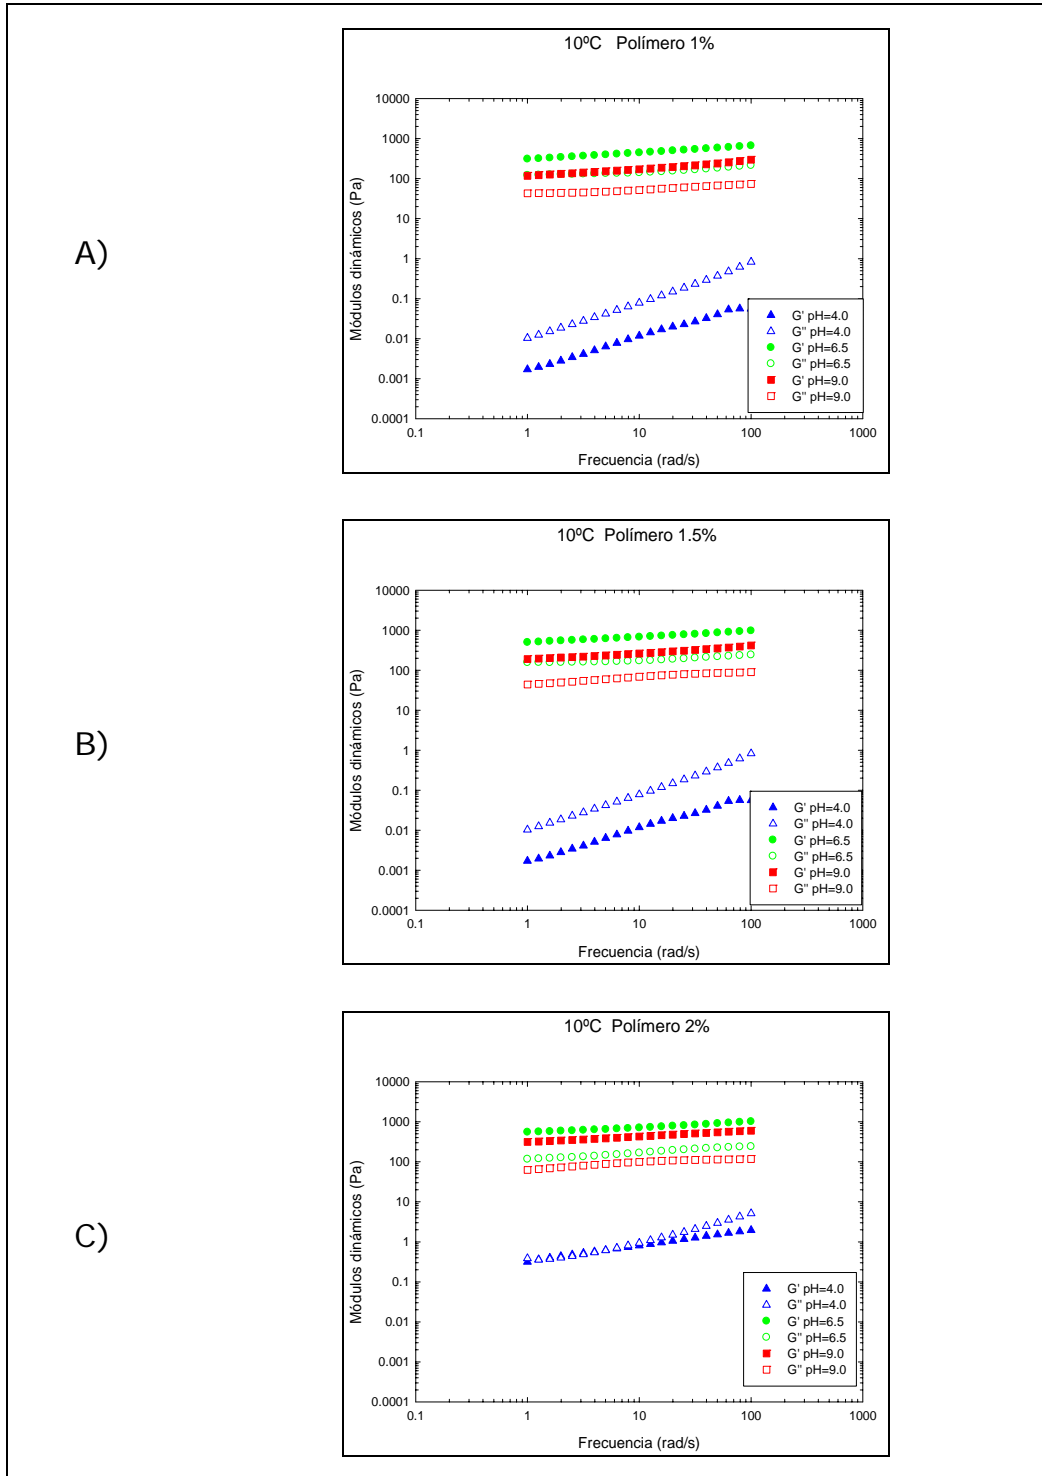 A)
10ºC   Polímero 1%
Módulos dinámicos (Pa)
10000
1000
100
10
1
0.1
0.01
0.001
0.0001
0.1
1
10
100
1000
Frecuencia (rad/s)
G' pH=4.0
G'' pH=4.0
G' pH=6.5
G'' pH=6.5
G' pH=9.0
G'' pH=9.0
B)
10ºC  Polímero 1.5%
Módulos dinámicos (Pa)
10000
1000
100
10
1
0.1
0.01
0.001
0.0001
0.1
1
10
100
1000
Frecuencia (rad/s)
G' pH=4.0
G'' pH=4.0
G' pH=6.5
G'' pH=6.5
G' pH=9.0
G'' pH=9.0
C)
10ºC  Polímero 2%
Módulos dinámicos (Pa)
10000
1000
100
10
1
0.1
0.01
0.001
0.0001
0.1
1
10
100
1000
Frecuencia (rad/s)
G' pH=4.0
G'' pH=4.0
G' pH=6.5
G'' pH=6.5
G' pH=9.0
G'' pH=9.0